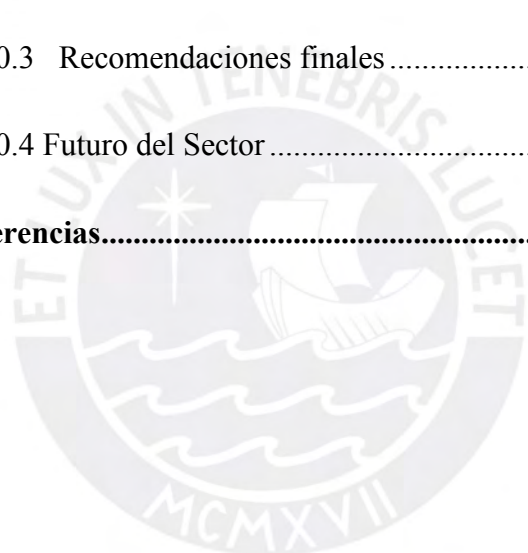 0.3 Recomendaciones finales..................
0.4 Futuro del Sector..................................
erencias......................................................
ET LUX IN TENEBRIS LUCET
MCMXVII